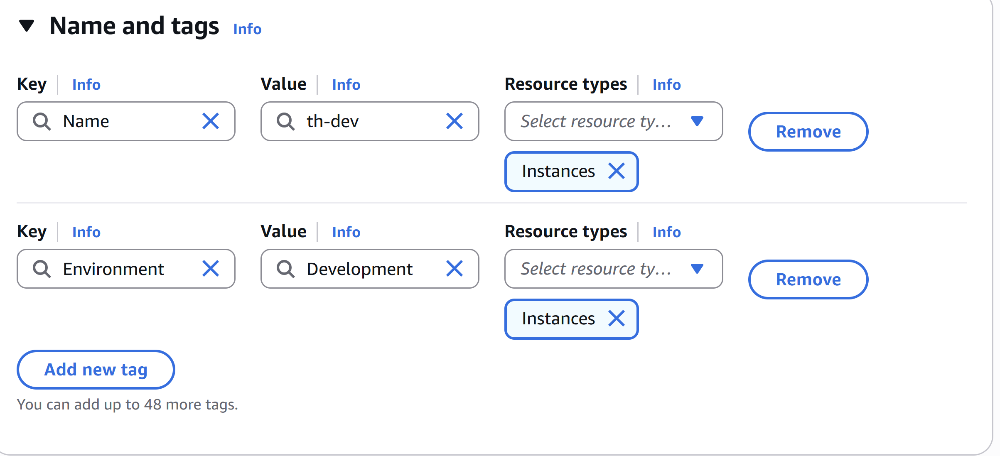 Name and tags Info
Key Info Value Info Resource types Info
Name th-dev Select resource ty... Remove
Instances
Key Info Value Info Resource types Info
Environment Development Select resource ty... Remove
Instances
Add new tag
You can add up to 48 more tags.